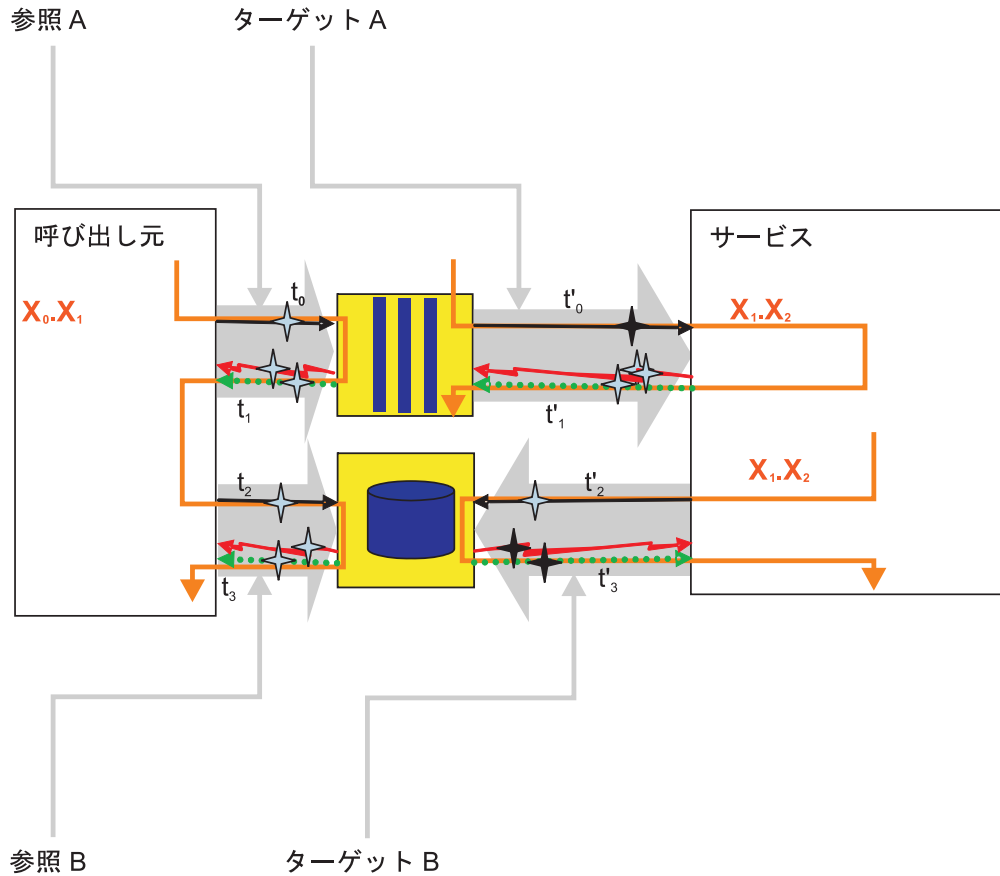 参照 A
ターゲット A
呼び出し元
サービス
X₀.X₁
t₀
t'₀
X₁.X₂
t₁
t'₁
t₂
t'₂
X₁.X₂
t₃
t'₃
参照 B
ターゲット B